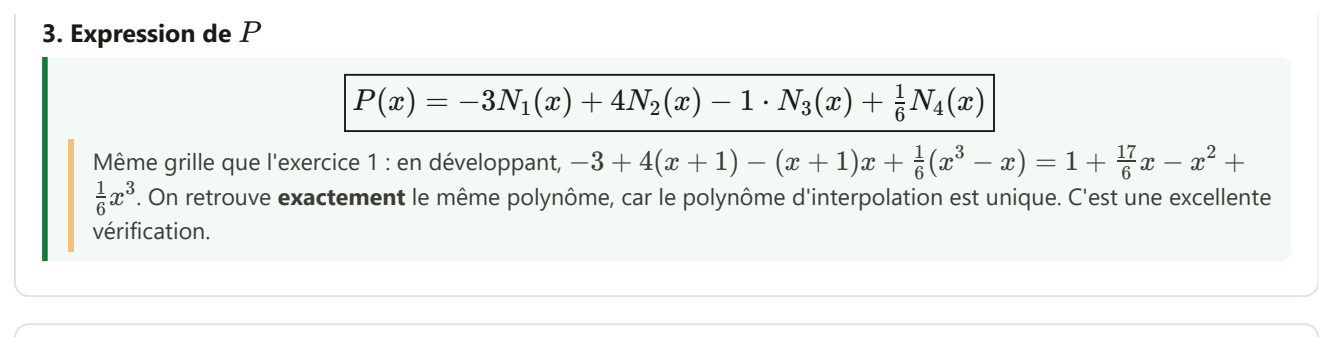 3. Expression de P
P(x) = −3N₁(x) + 4N₂(x) − 1 · N₃(x) + 1/6 N₄(x)
Même grille que l'exercice 1 : en développant, −3 + 4(x + 1) − (x + 1)x + 1/6(x³ − x) = 1 + 17/6 x − x² +
1/6 x³. On retrouve exactement le même polynôme, car le polynôme d'interpolation est unique. C'est une excellente
vérification.